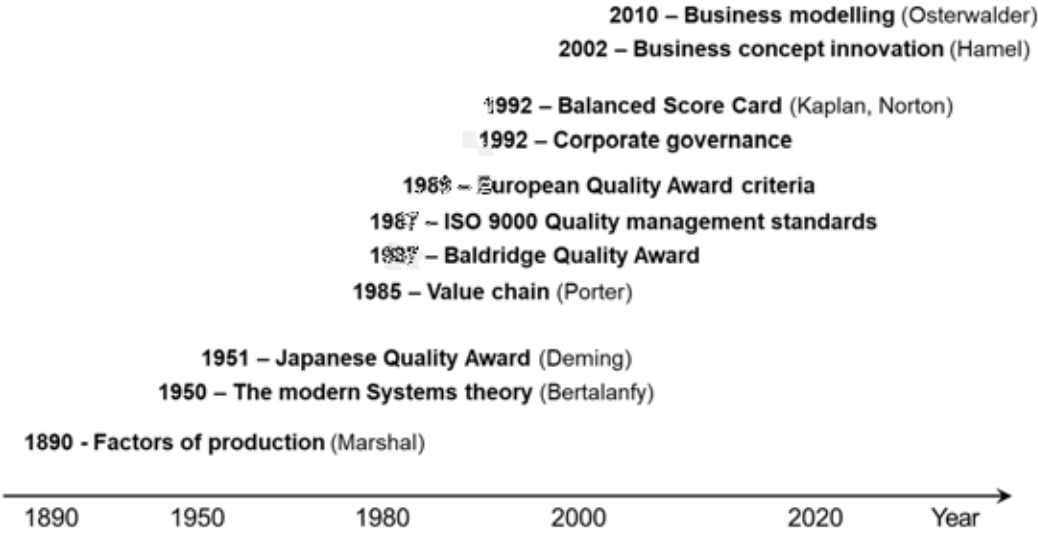 2010 – Business modelling (Osterwalder)
2002 – Business concept innovation (Hamel)
1992 – Balanced Score Card (Kaplan, Norton)
1992 – Corporate governance
– European Quality Award criteria
1987 – ISO 9000 Quality management standards
– Baldridge Quality Award
1985 – Value chain (Porter)
1951 – Japanese Quality Award (Deming)
1950 – The modern Systems theory (Bertalanfy)
1890 - Factors of production (Marshal)
1890 1950 1980 2000 2020 Year